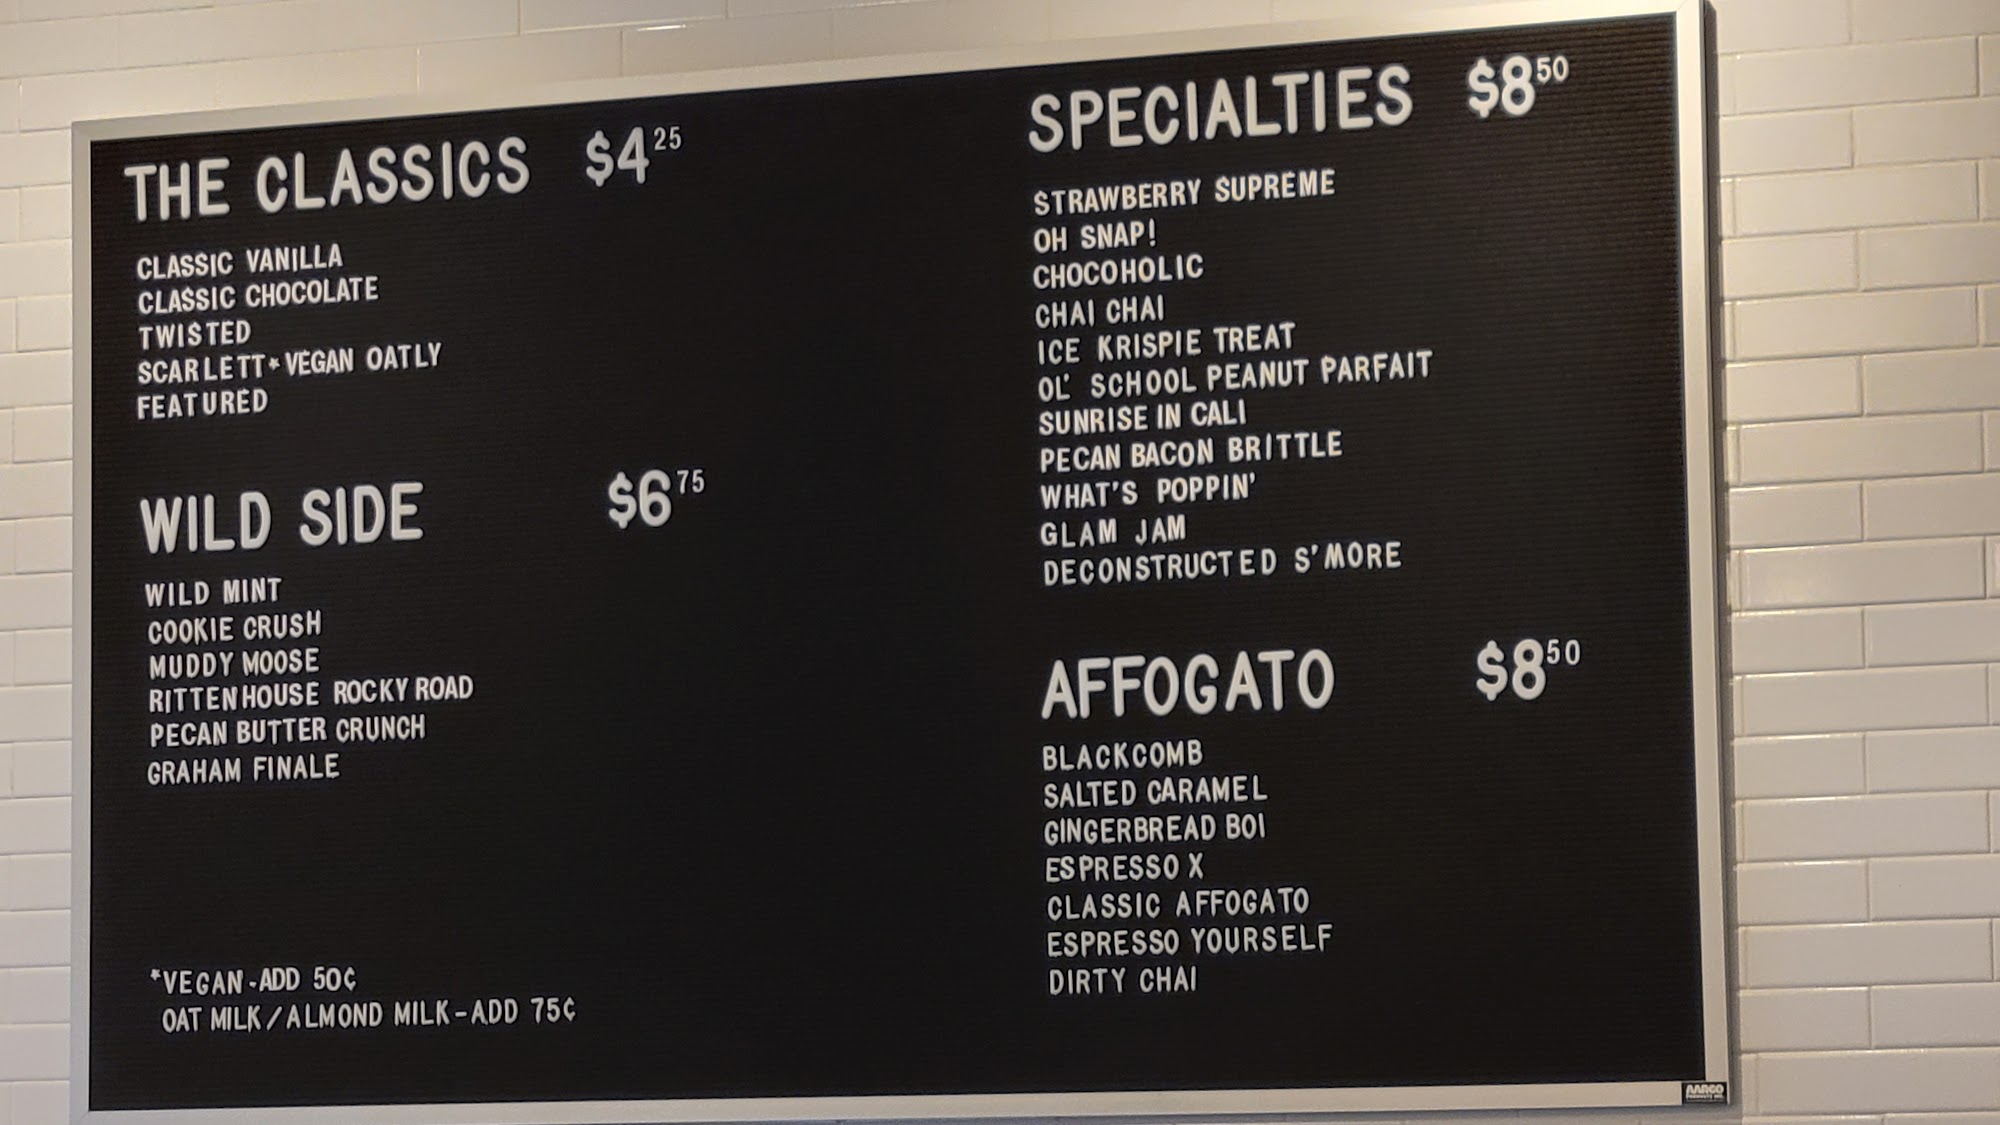 THE CLASSICS $4 25
CLASSIC VANILLA
CLASSIC CHOCOLATE
TWISTED
SCARLETT*VEGAN OATLY
FEATURED
WILD SIDE $6 75
WILD MINT
COOKIE CRUSH
MUDDY MOOSE
RITTENHOUSE ROCKY ROAD
PECAN BUTTER CRUNCH
GRAHAM FINALE
*VEGAN-ADD 50¢
OAT MILK/ALMOND MILK-ADD 75¢
SPECIALTIES $8 50
STRAWBERRY SUPREME
OH SNAP!
CHOCOHOLIC
CHAI CHAI
ICE KRISPIE TREAT
OL' SCHOOL PEANUT PARFAIT
SUNRISE IN CALI
PECAN BACON BRITTLE
WHAT'S POPPIN'
GLAM JAM
DECONSTRUCTED S'MORE
AFFOGATO $8 50
BLACKCOMB
SALTED CARAMEL
GINGERBREAD BOI
ESPRESSO X
CLASSIC AFFOGATO
ESPRESSO YOURSELF
DIRTY CHAI
AARCO
PRODUCTS INC.